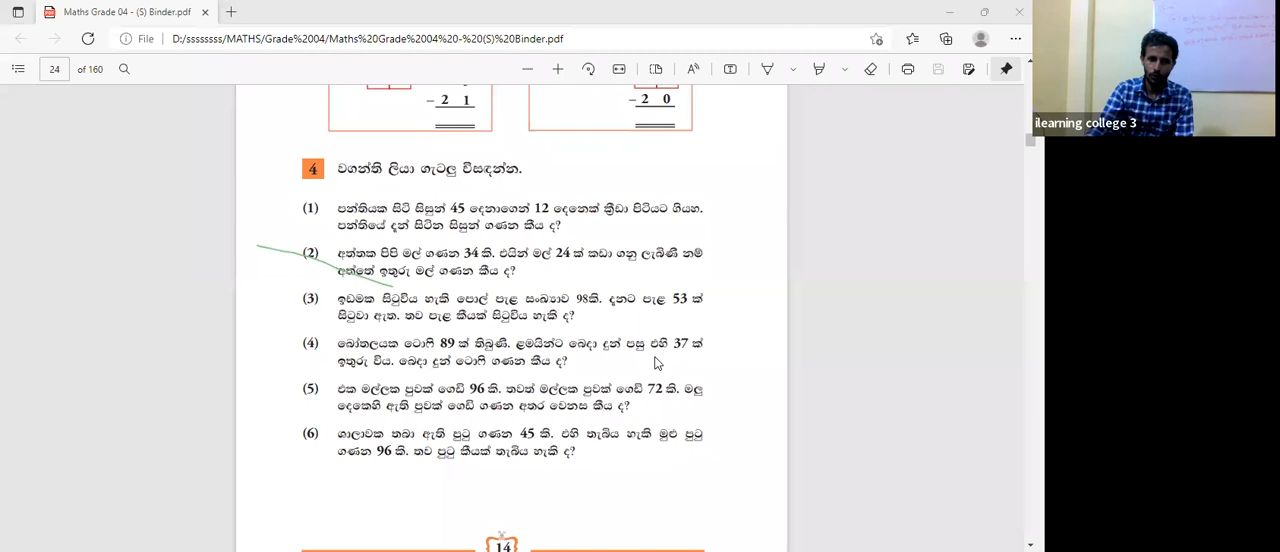 Maths Grade 04 - (S) Binder.pdf
File D:/ssssssss/MATHS/Grade%2004/Maths%20Grade%2004%20-%20(S)%20Binder.pdf
24 of 160
− 2 1
− 2 0
4 වගන්ති ලියා ගැටලු විසඳන්න.
(1) පන්තියක සිටි සිසුන් 45 දෙනාගෙන් 12 දෙනෙක් ක්‍රීඩා පිටියට ගියහ.
පන්තියේ දැන් සිටින සිසුන් ගණන කීය ද?
(2) අත්තක පිපි මල් ගණන 34 කි. එයින් මල් 24 ක් කඩා ගනු ලැබිණි නම්
අත්තේ ඉතුරු මල් ගණන කීය ද?
(3) ඉඩමක සිටුවිය හැකි පොල් පැළ සංඛ්‍යාව 98කි. දැනට පැළ 53 ක්
සිටුවා ඇත. තව පැළ කීයක් සිටුවිය හැකි ද?
(4) බෝතලයක ටොෆි 89 ක් තිබුණි. ළමයින්ට බෙදා දුන් පසු එහි 37 ක්
ඉතුරු විය. බෙදා දුන් ටොෆි ගණන කීය ද?
(5) එක මල්ලක පුවක් ගෙඩි 96 කි. තවත් මල්ලක පුවක් ගෙඩි 72 කි. මලු
දෙකෙහි ඇති පුවක් ගෙඩි ගණන අතර වෙනස කීය ද?
(6) ශාලාවක තබා ඇති පුටු ගණන 45 කි. එහි තැබිය හැකි මුළු පුටු
ගණන 96 කි. තව පුටු කීයක් තැබිය හැකි ද?
14
ilearning college 3